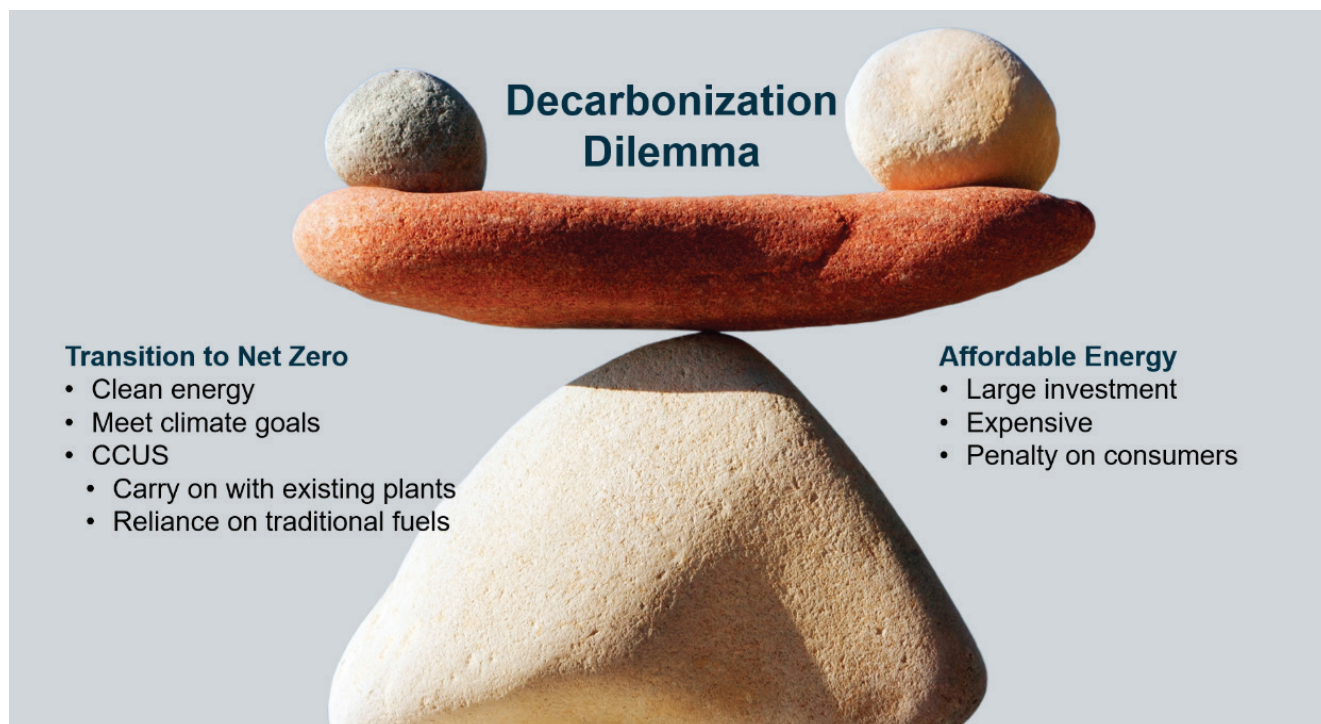 Decarbonization
Dilemma
Transition to Net Zero
• Clean energy
• Meet climate goals
• CCUS
• Carry on with existing plants
• Reliance on traditional fuels
Affordable Energy
• Large investment
• Expensive
• Penalty on consumers